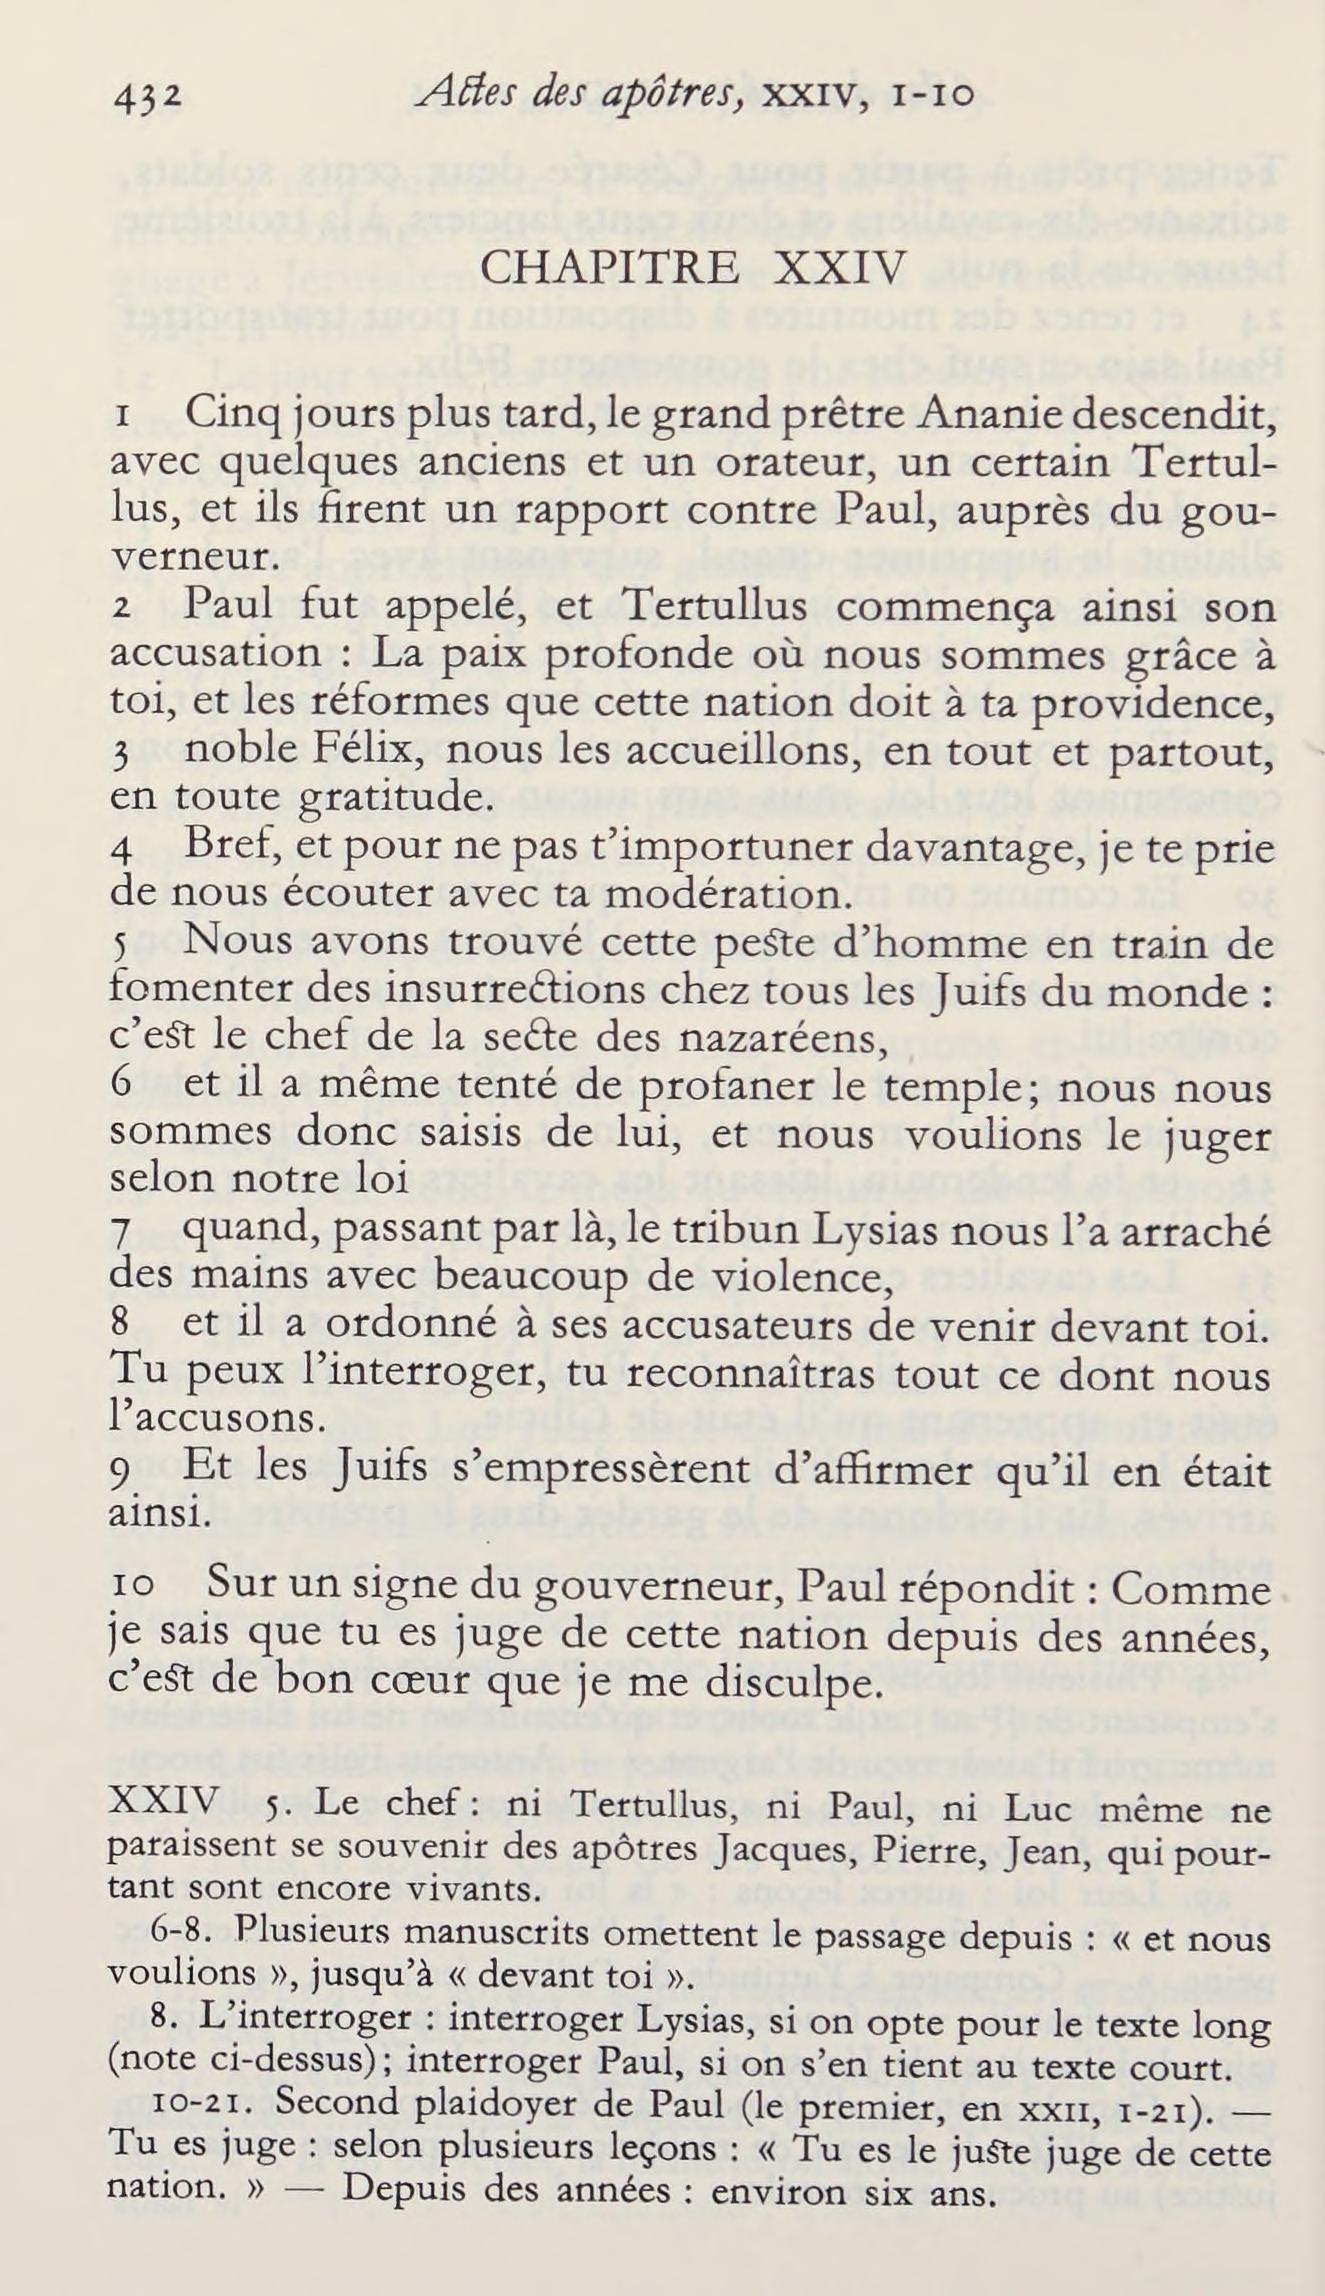 432 Actes des apôtres, XXIV, 1-10
CHAPITRE XXIV
1 Cinq jours plus tard, le grand prêtre Ananie descendit,
avec quelques anciens et un orateur, un certain Tertul-
lus, et ils firent un rapport contre Paul, auprès du gou-
verneur.
2 Paul fut appelé, et Tertullus commença ainsi son
accusation : La paix profonde où nous sommes grâce à
toi, et les réformes que cette nation doit à ta providence,
3 noble Félix, nous les accueillons, en tout et partout,
en toute gratitude.
4 Bref, et pour ne pas t’importuner davantage, je te prie
de nous écouter avec ta modération.
5 Nous avons trouvé cette peste d’homme en train de
fomenter des insurrections chez tous les Juifs du monde :
c’est le chef de la secte des nazaréens,
6 et il a même tenté de profaner le temple; nous nous
sommes donc saisis de lui, et nous voulions le juger
selon notre loi
7 quand, passant par là, le tribun Lysias nous l’a arraché
des mains avec beaucoup de violence,
8 et il a ordonné à ses accusateurs de venir devant toi.
Tu peux l’interroger, tu reconnaîtras tout ce dont nous
l’accusons.
9 Et les Juifs s’empressèrent d’affirmer qu’il en était
ainsi.
10 Sur un signe du gouverneur, Paul répondit : Comme
je sais que tu es juge de cette nation depuis des années,
c’est de bon cœur que je me disculpe.
XXIV 5. Le chef : ni Tertullus, ni Paul, ni Luc même ne
paraissent se souvenir des apôtres Jacques, Pierre, Jean, qui pour-
tant sont encore vivants.
6-8. Plusieurs manuscrits omettent le passage depuis : « et nous
voulions », jusqu’à « devant toi ».
8. L’interroger : interroger Lysias, si on opte pour le texte long
(note ci-dessus); interroger Paul, si on s’en tient au texte court.
10-21. Second plaidoyer de Paul (le premier, en XXII, 1-21). —
Tu es juge : selon plusieurs leçons : « Tu es le juste juge de cette
nation. » — Depuis des années : environ six ans.